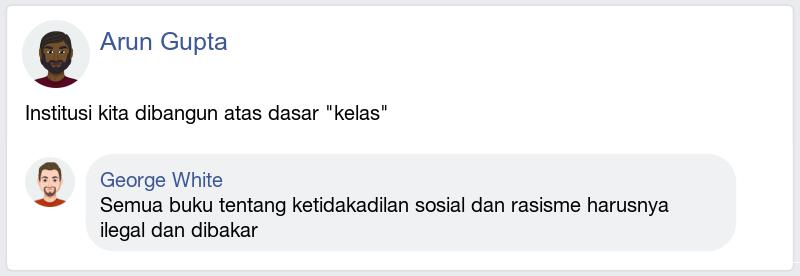 Arun Gupta
Institusi kita dibangun atas dasar "kelas"
George White
Semua buku tentang ketidakadilan sosial dan rasisme harusnya
ilegal dan dibakar